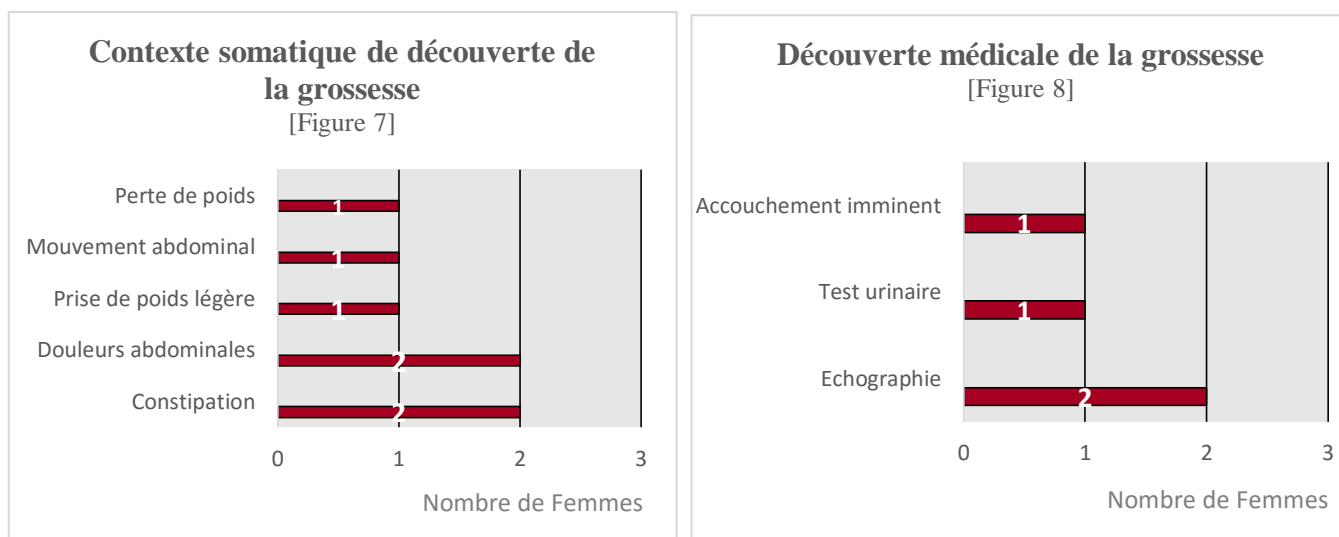 Contexte somatique de découverte de
la grossesse
[Figure 7]
Perte de poids
1
Mouvement abdominal
1
Prise de poids légère
1
Douleurs abdominales
2
Constipation
2
0 1 2 3
Nombre de Femmes
Découverte médicale de la grossesse
[Figure 8]
Accouchement imminent
1
Test urinaire
1
Echographie
2
0 1 2 3
Nombre de Femmes